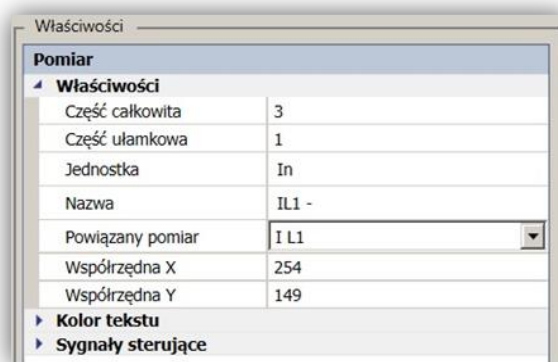 Właściwości
Pomiar
Właściwości
Część całkowita 3
Część ułamkowa 1
Jednostka In
Nazwa IL1 -
Powiązany pomiar I L1
Współrzędna X 254
Współrzędna Y 149
Kolor tekstu
Sygnały sterujące